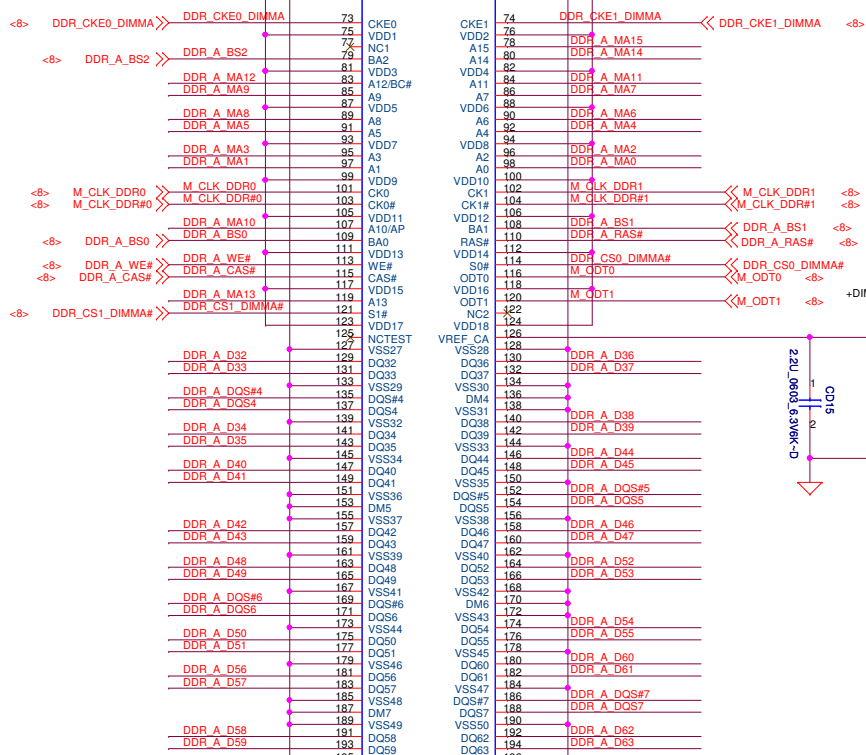 <8> DDR_CKE0_DIMMA DDR_CKE0_DIMMA 73 CKE0 CKE1 74 DDR_CKE1_DIMMA DDR_CKE1_DIMMA <8>
75 VDD1 VDD2 76
77 NC1 A15 78 DDR_A_MA15
<8> DDR_A_BS2 DDR_A_BS2 79 BA2 A14 80 DDR_A_MA14
81 VDD3 VDD4 82
DDR_A_MA12 83 A12/BC# A11 84 DDR_A_MA11
DDR_A_MA9 85 A9 A7 86 DDR_A_MA7
87 VDD5 VDD6 88
DDR_A_MA8 89 A8 A6 90 DDR_A_MA6
DDR_A_MA5 91 A5 A4 92 DDR_A_MA4
93 VDD7 VDD8 94
DDR_A_MA3 95 A3 A2 96 DDR_A_MA2
DDR_A_MA1 97 A1 A0 98 DDR_A_MA0
99 VDD9 VDD10 100
<8> M_CLK_DDR0 M_CLK_DDR0 101 CK0 CK1 102 M_CLK_DDR1 M_CLK_DDR1 <8>
<8> M_CLK_DDR#0 M_CLK_DDR#0 103 CK0# CK1# 104 M_CLK_DDR#1 M_CLK_DDR#1 <8>
105 VDD11 VDD12 106
DDR_A_MA10 107 A10/AP BA1 108 DDR_A_BS1 DDR_A_BS1 <8>
<8> DDR_A_BS0 DDR_A_BS0 109 BA0 RAS# 110 DDR_A_RAS# DDR_A_RAS# <8>
111 VDD13 VDD14 112
<8> DDR_A_WE# DDR_A_WE# 113 WE# S0# 114 DDR_CS0_DIMMA# DDR_CS0_DIMMA# <8>
<8> DDR_A_CAS# DDR_A_CAS# 115 CAS# ODT0 116 M_ODT0 M_ODT0 <8>
117 VDD15 VDD16 118
DDR_A_MA13 119 A13 ODT1 120 M_ODT1 M_ODT1 <8>
<8> DDR_CS1_DIMMA# DDR_CS1_DIMMA# 121 S1# NC2 122
123 VDD17 VDD18 124
125 NCTEST VREF_CA 126
127 VSS27 VSS28 128
DDR_A_D32 129 DQ32 DQ36 130 DDR_A_D36
DDR_A_D33 131 DQ33 DQ37 132 DDR_A_D37
133 VSS29 VSS30 134
DDR_A_DQS#4 135 DQS#4 DM4 136
DDR_A_DQS4 137 DQS4 VSS31 138
139 VSS32 DQ38 140 DDR_A_D38
DDR_A_D34 141 DQ34 DQ39 142 DDR_A_D39
DDR_A_D35 143 DQ35 VSS33 144
145 VSS34 DQ44 146 DDR_A_D44
DDR_A_D40 147 DQ40 DQ45 148 DDR_A_D45
DDR_A_D41 149 DQ41 VSS35 150
151 VSS36 DQS#5 152 DDR_A_DQS#5
153 DM5 DQS5 154 DDR_A_DQS5
155 VSS37 VSS38 156
DDR_A_D42 157 DQ42 DQ46 158 DDR_A_D46
DDR_A_D43 159 DQ43 DQ47 160 DDR_A_D47
161 VSS39 VSS40 162
DDR_A_D48 163 DQ48 DQ52 164 DDR_A_D52
DDR_A_D49 165 DQ49 DQ53 166 DDR_A_D53
167 VSS41 VSS42 168
DDR_A_DQS#6 169 DQS#6 DM6 170
DDR_A_DQS6 171 DQS6 VSS43 172
173 VSS44 DQ54 174 DDR_A_D54
DDR_A_D50 175 DQ50 DQ55 176 DDR_A_D55
DDR_A_D51 177 DQ51 VSS45 178
179 VSS46 DQ60 180 DDR_A_D60
DDR_A_D56 181 DQ56 DQ61 182 DDR_A_D61
DDR_A_D57 183 DQ57 VSS47 184
185 VSS48 DQS#7 186 DDR_A_DQS#7
187 DM7 DQS7 188 DDR_A_DQS7
189 VSS49 VSS50 190
DDR_A_D58 191 DQ58 DQ62 192 DDR_A_D62
DDR_A_D59 193 DQ59 DQ63 194 DDR_A_D63
+DI
2.2U_0603_6.3V6K~D
1
CD15
2